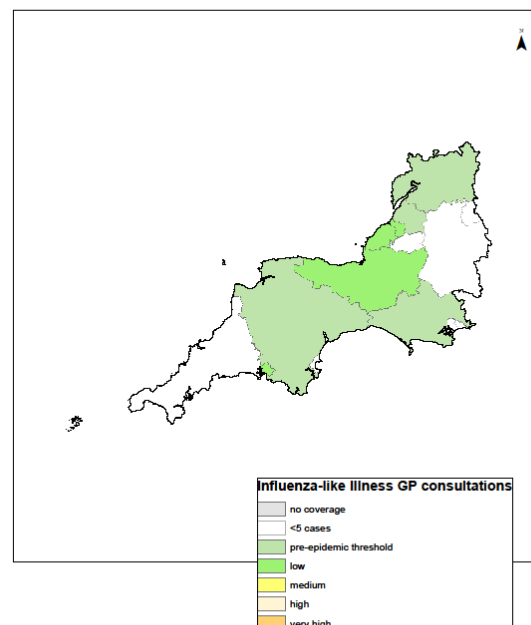 N
Influenza-like Illness GP consultations
no coverage
<5 cases
pre-epidemic threshold
low
medium
high
very high